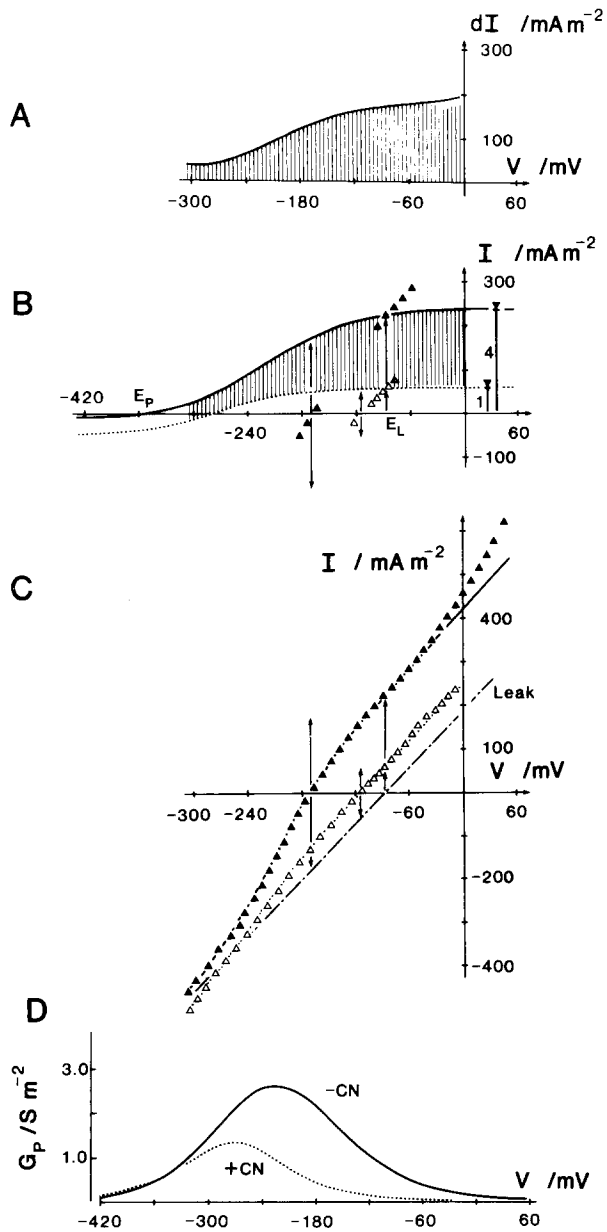 dI /mA m⁻²
300
A
100
V /mV
-300 -180 -60 60
I /mA m⁻²
B
300
4
-420 E_P
1
-240 E_L 60
-100
I / mA m⁻²
C
400
Leak
100
V /mV
-300 -240 -60 60
-200
-400
D
G_P /S m⁻²
3.0
-CN
1.0
+CN
V /mV
-420 -300 -180 -60 60